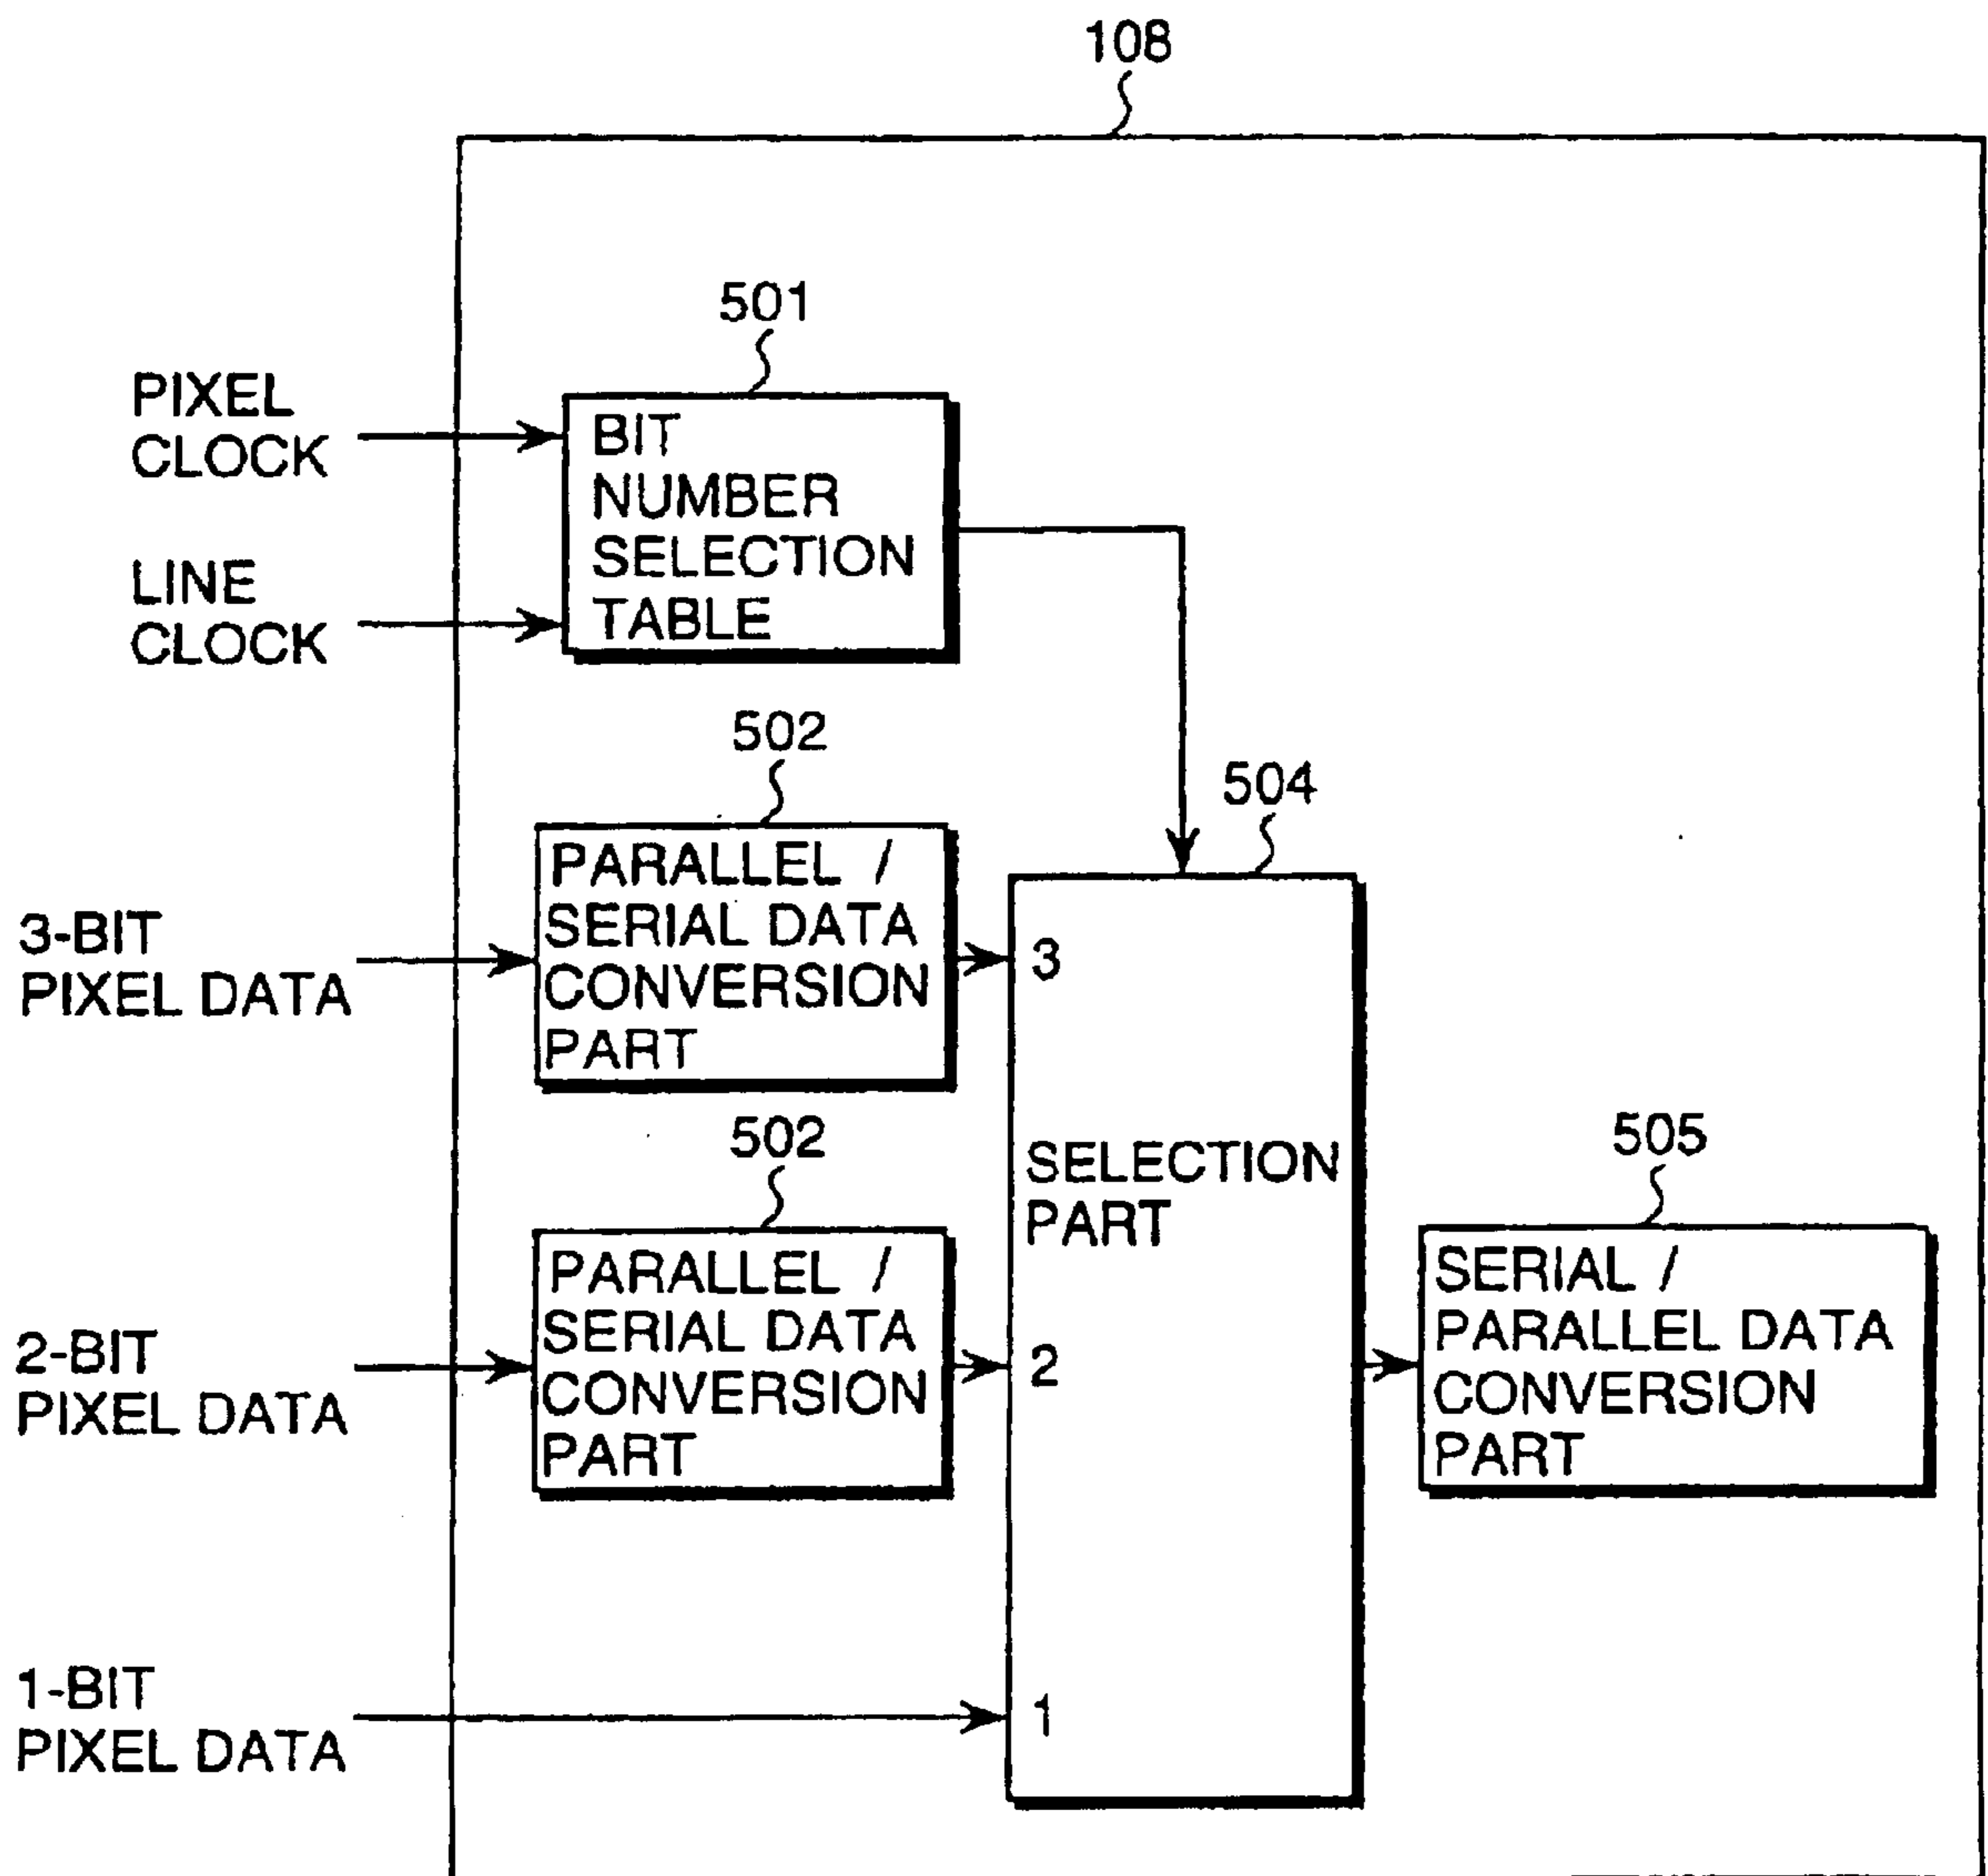 108
501
PIXEL
CLOCK
BIT
NUMBER
SELECTION
TABLE
LINE
CLOCK
502
504
3-BIT
PIXEL DATA
PARALLEL /
SERIAL DATA
CONVERSION
PART
3
502
SELECTION
PART
505
2-BIT
PIXEL DATA
PARALLEL /
SERIAL DATA
CONVERSION
PART
2
SERIAL /
PARALLEL DATA
CONVERSION
PART
1-BIT
PIXEL DATA
1